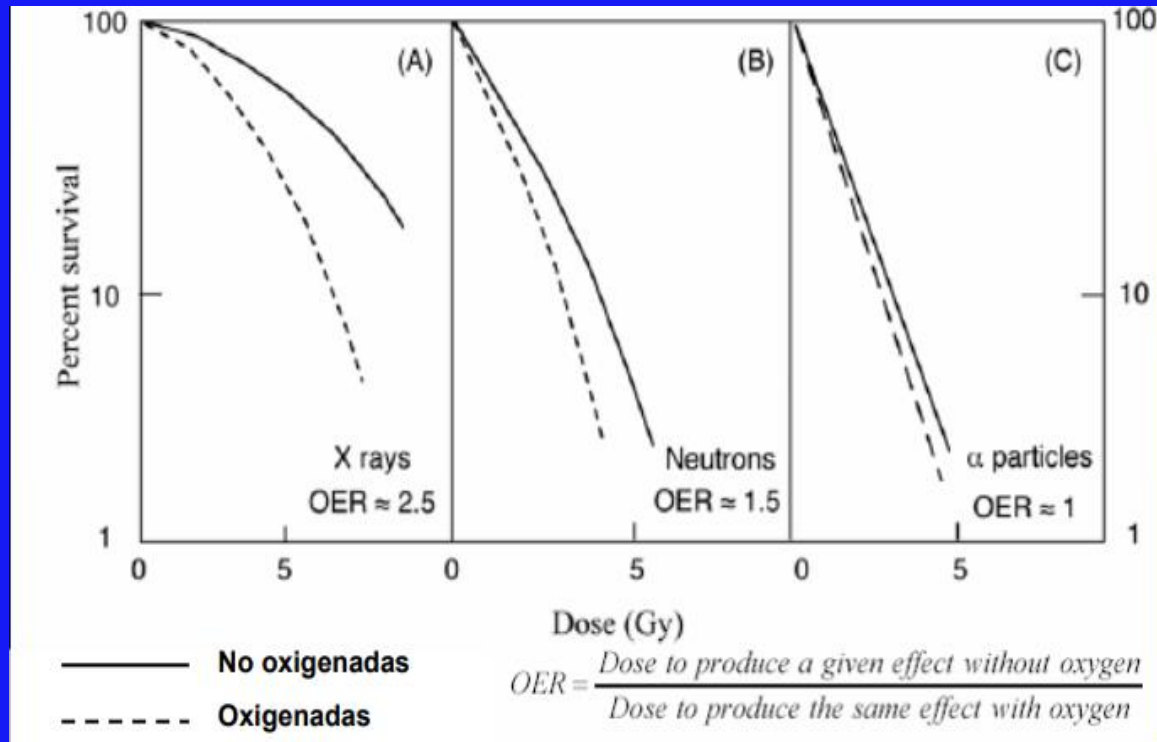 100
(A)
(B)
(C)
100
Percent survival
10
10
X rays
OER ≈ 2.5
Neutrons
OER ≈ 1.5
α particles
OER ≈ 1
1
1
0
5
0
5
0
5
Dose (Gy)
No oxigenadas
Oxigenadas
OER = Dose to produce a given effect without oxygen
Dose to produce the same effect with oxygen